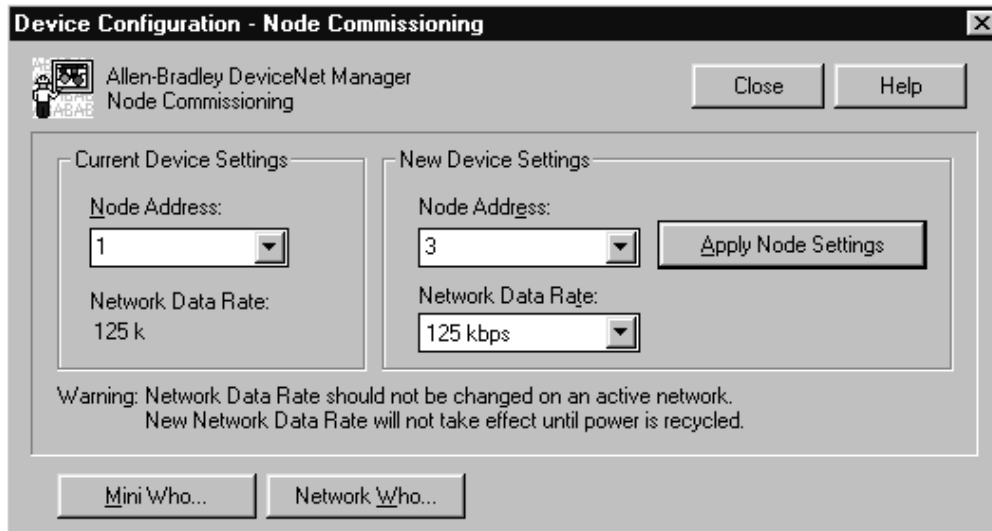 Device Configuration - Node Commissioning
Allen-Bradley DeviceNet Manager
Node Commissioning
Close
Help
Current Device Settings
Node Address:
1
Network Data Rate:
125 k
New Device Settings
Node Address:
3
Apply Node Settings
Network Data Rate:
125 kbps
Warning: Network Data Rate should not be changed on an active network.
New Network Data Rate will not take effect until power is recycled.
Mini Who...
Network Who...